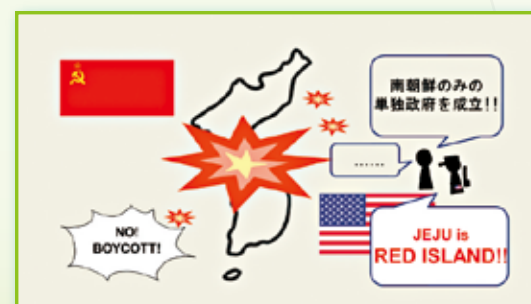 南朝鮮のみの
単独政府を成立!!
......
NO!
BOYCOTT!
JEJU is
RED ISLAND!!